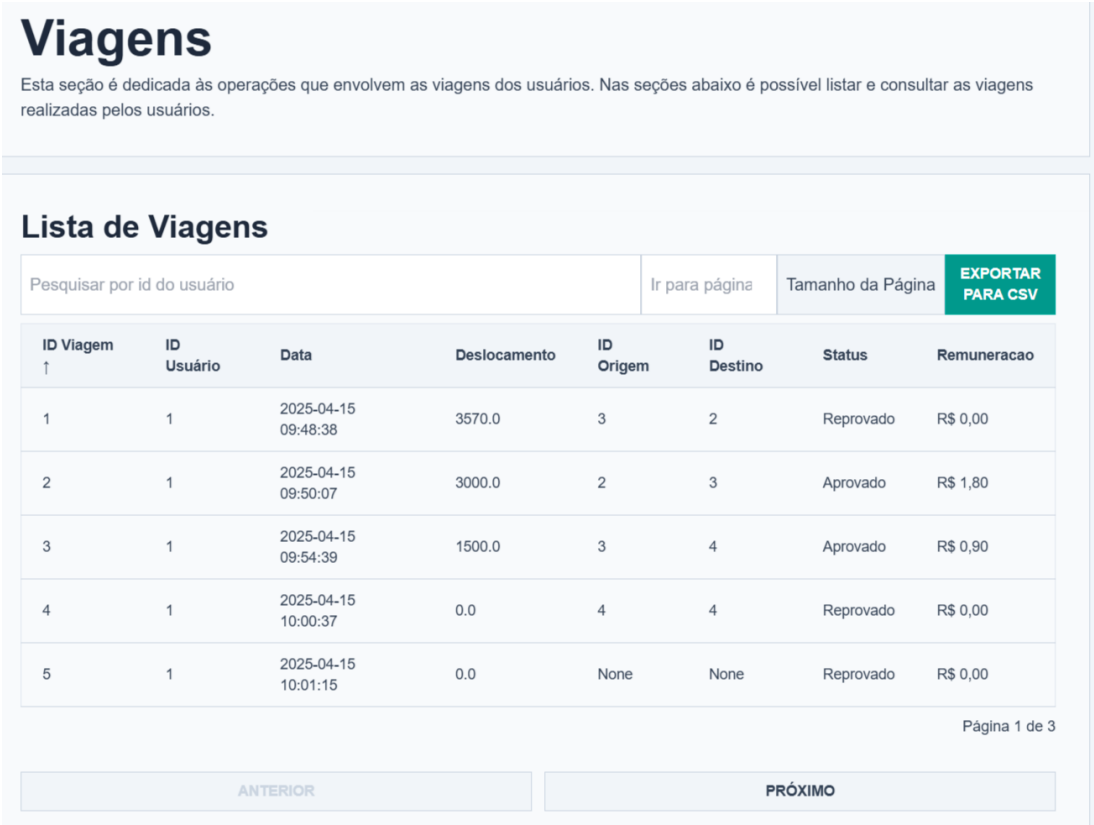 Viagens
Esta seção é dedicada às operações que envolvem as viagens dos usuários. Nas seções abaixo é possível listar e consultar as viagens
realizadas pelos usuários.
Lista de Viagens
Pesquisar por id do usuário Ir para página Tamanho da Página EXPORTAR PARA CSV
ID Viagem ↑ ID Usuário Data Deslocamento ID Origem ID Destino Status Remuneracao
1 1 2025-04-15 09:48:38 3570.0 3 2 Reprovado R$ 0,00
2 1 2025-04-15 09:50:07 3000.0 2 3 Aprovado R$ 1,80
3 1 2025-04-15 09:54:39 1500.0 3 4 Aprovado R$ 0,90
4 1 2025-04-15 10:00:37 0.0 4 4 Reprovado R$ 0,00
5 1 2025-04-15 10:01:15 0.0 None None Reprovado R$ 0,00
Página 1 de 3
ANTERIOR PRÓXIMO